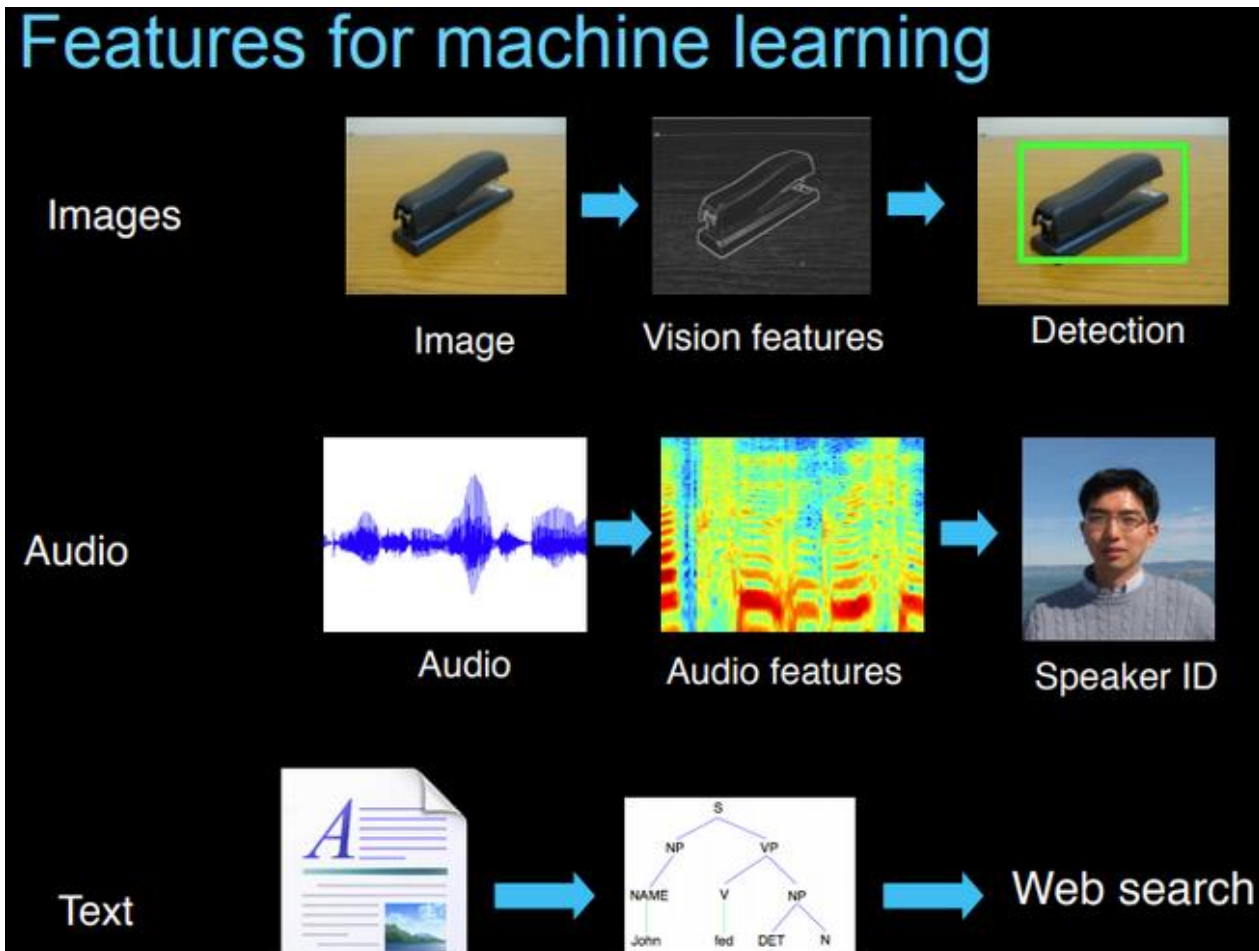 Features for machine learning
Images
Image
Vision features
Detection
Audio
Audio
Audio features
Speaker ID
Text
A
S
NP VP
NAME V NP
John fed DET N
Web search